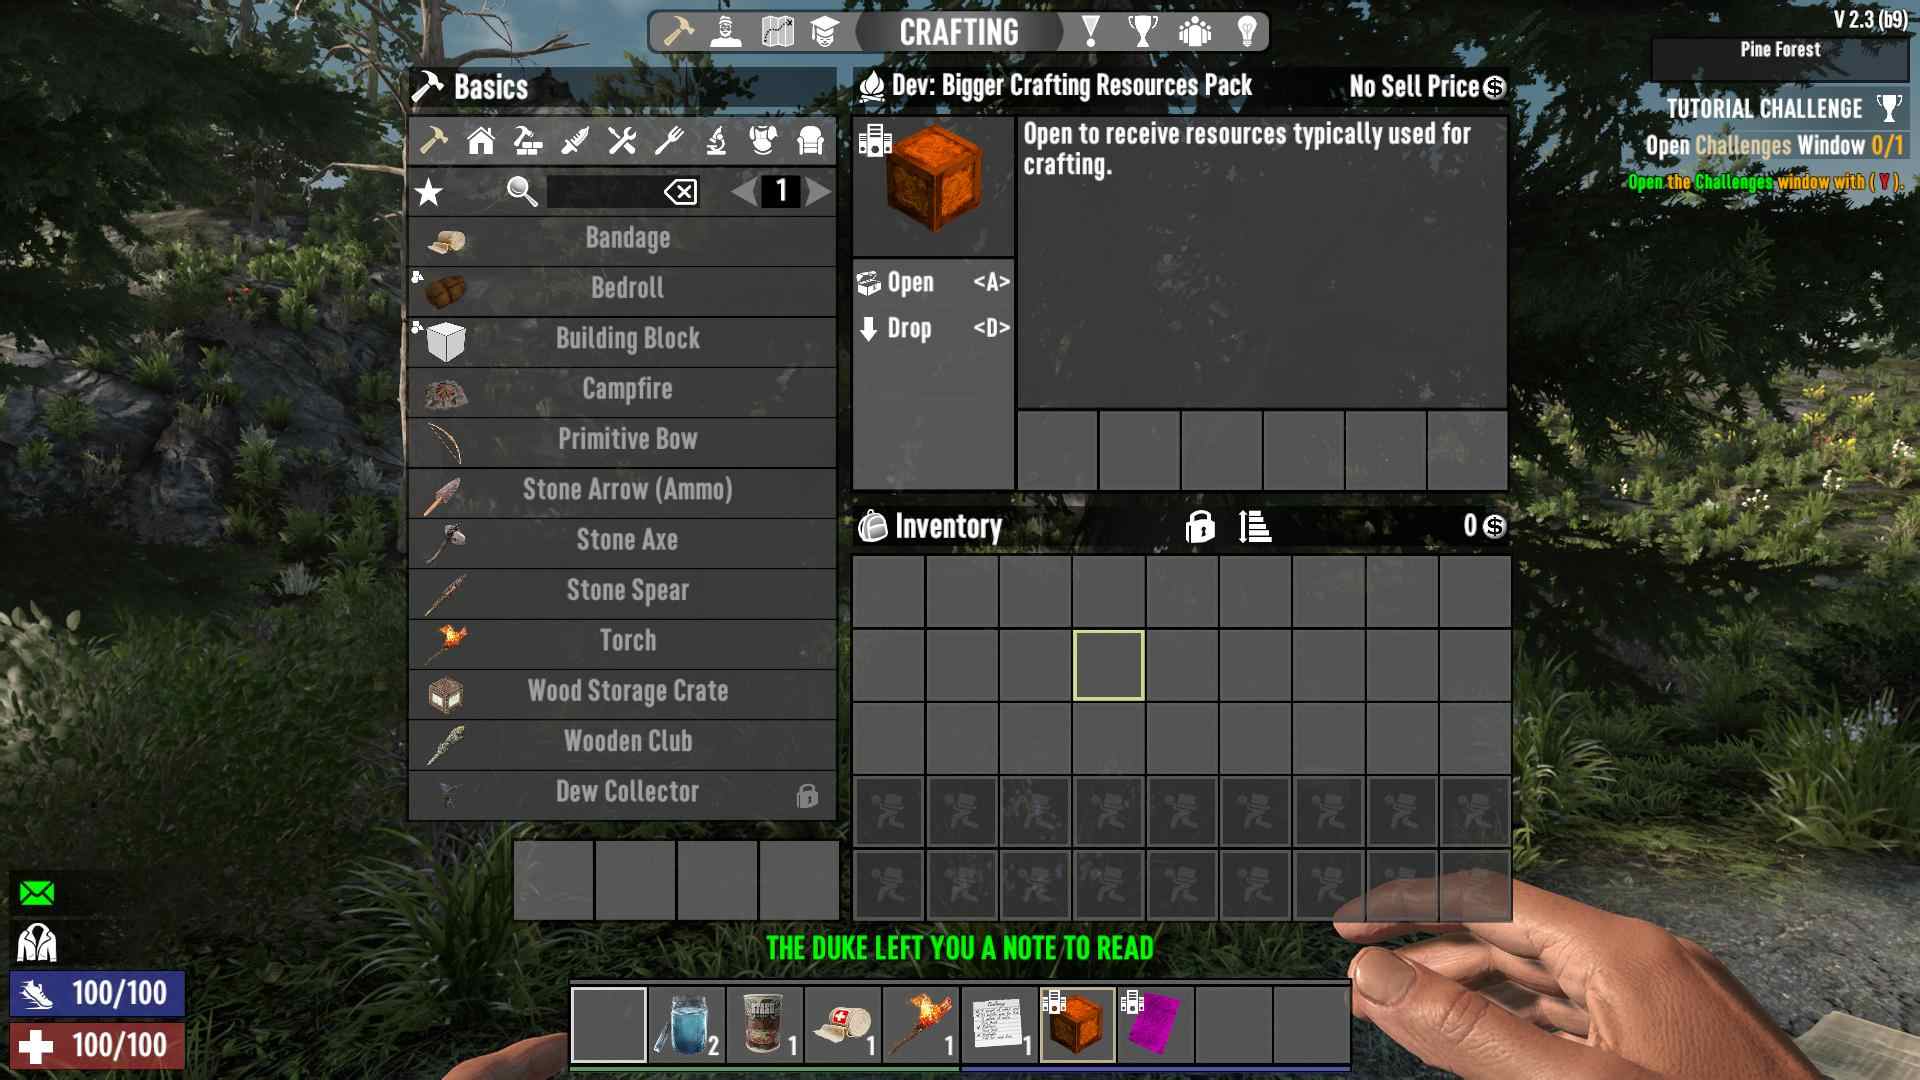 CRAFTING
V 2.3 (b9)
Pine Forest
TUTORIAL CHALLENGE
Open Challenges Window 0/1
Open the Challenges window with ( Y ).
Basics
1
Bandage
Bedroll
Building Block
Campfire
Primitive Bow
Stone Arrow (Ammo)
Stone Axe
Stone Spear
Torch
Wood Storage Crate
Wooden Club
Dew Collector
Dev: Bigger Crafting Resources Pack
No Sell Price
Open to receive resources typically used for
crafting.
Open <A>
Drop <D>
Inventory
0
THE DUKE LEFT YOU A NOTE TO READ
100/100
100/100
2
1
1
1
1